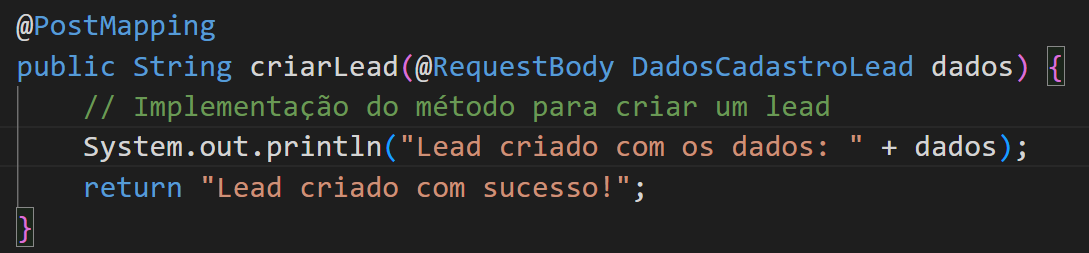 @PostMapping
public String criarLead(@RequestBody DadosCadastroLead dados) {
// Implementação do método para criar um lead
System.out.println("Lead criado com os dados: " + dados);
return "Lead criado com sucesso!";
}